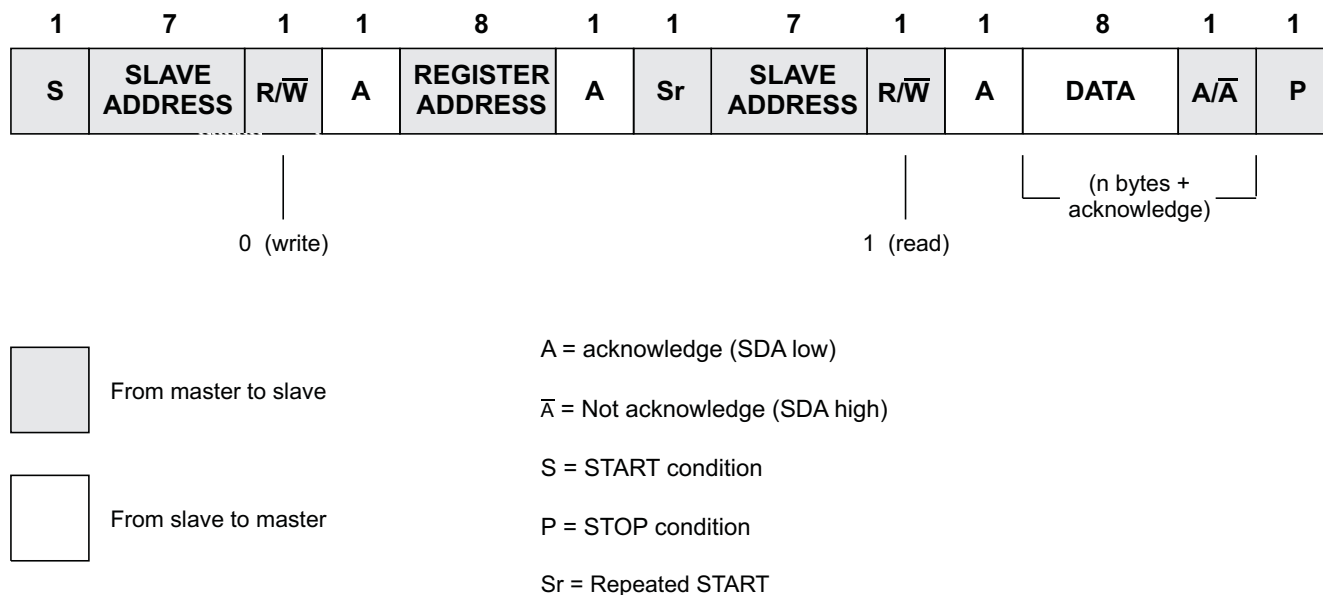 1 7 1 1 8 1 1 7 1 1 8 1 1
S SLAVE ADDRESS R/W̅ A REGISTER ADDRESS A Sr SLAVE ADDRESS R/W̅ A DATA A/A̅ P
0 (write)
1 (read)
(n bytes +
acknowledge)
From master to slave
From slave to master
A = acknowledge (SDA low)
A̅ = Not acknowledge (SDA high)
S = START condition
P = STOP condition
Sr = Repeated START